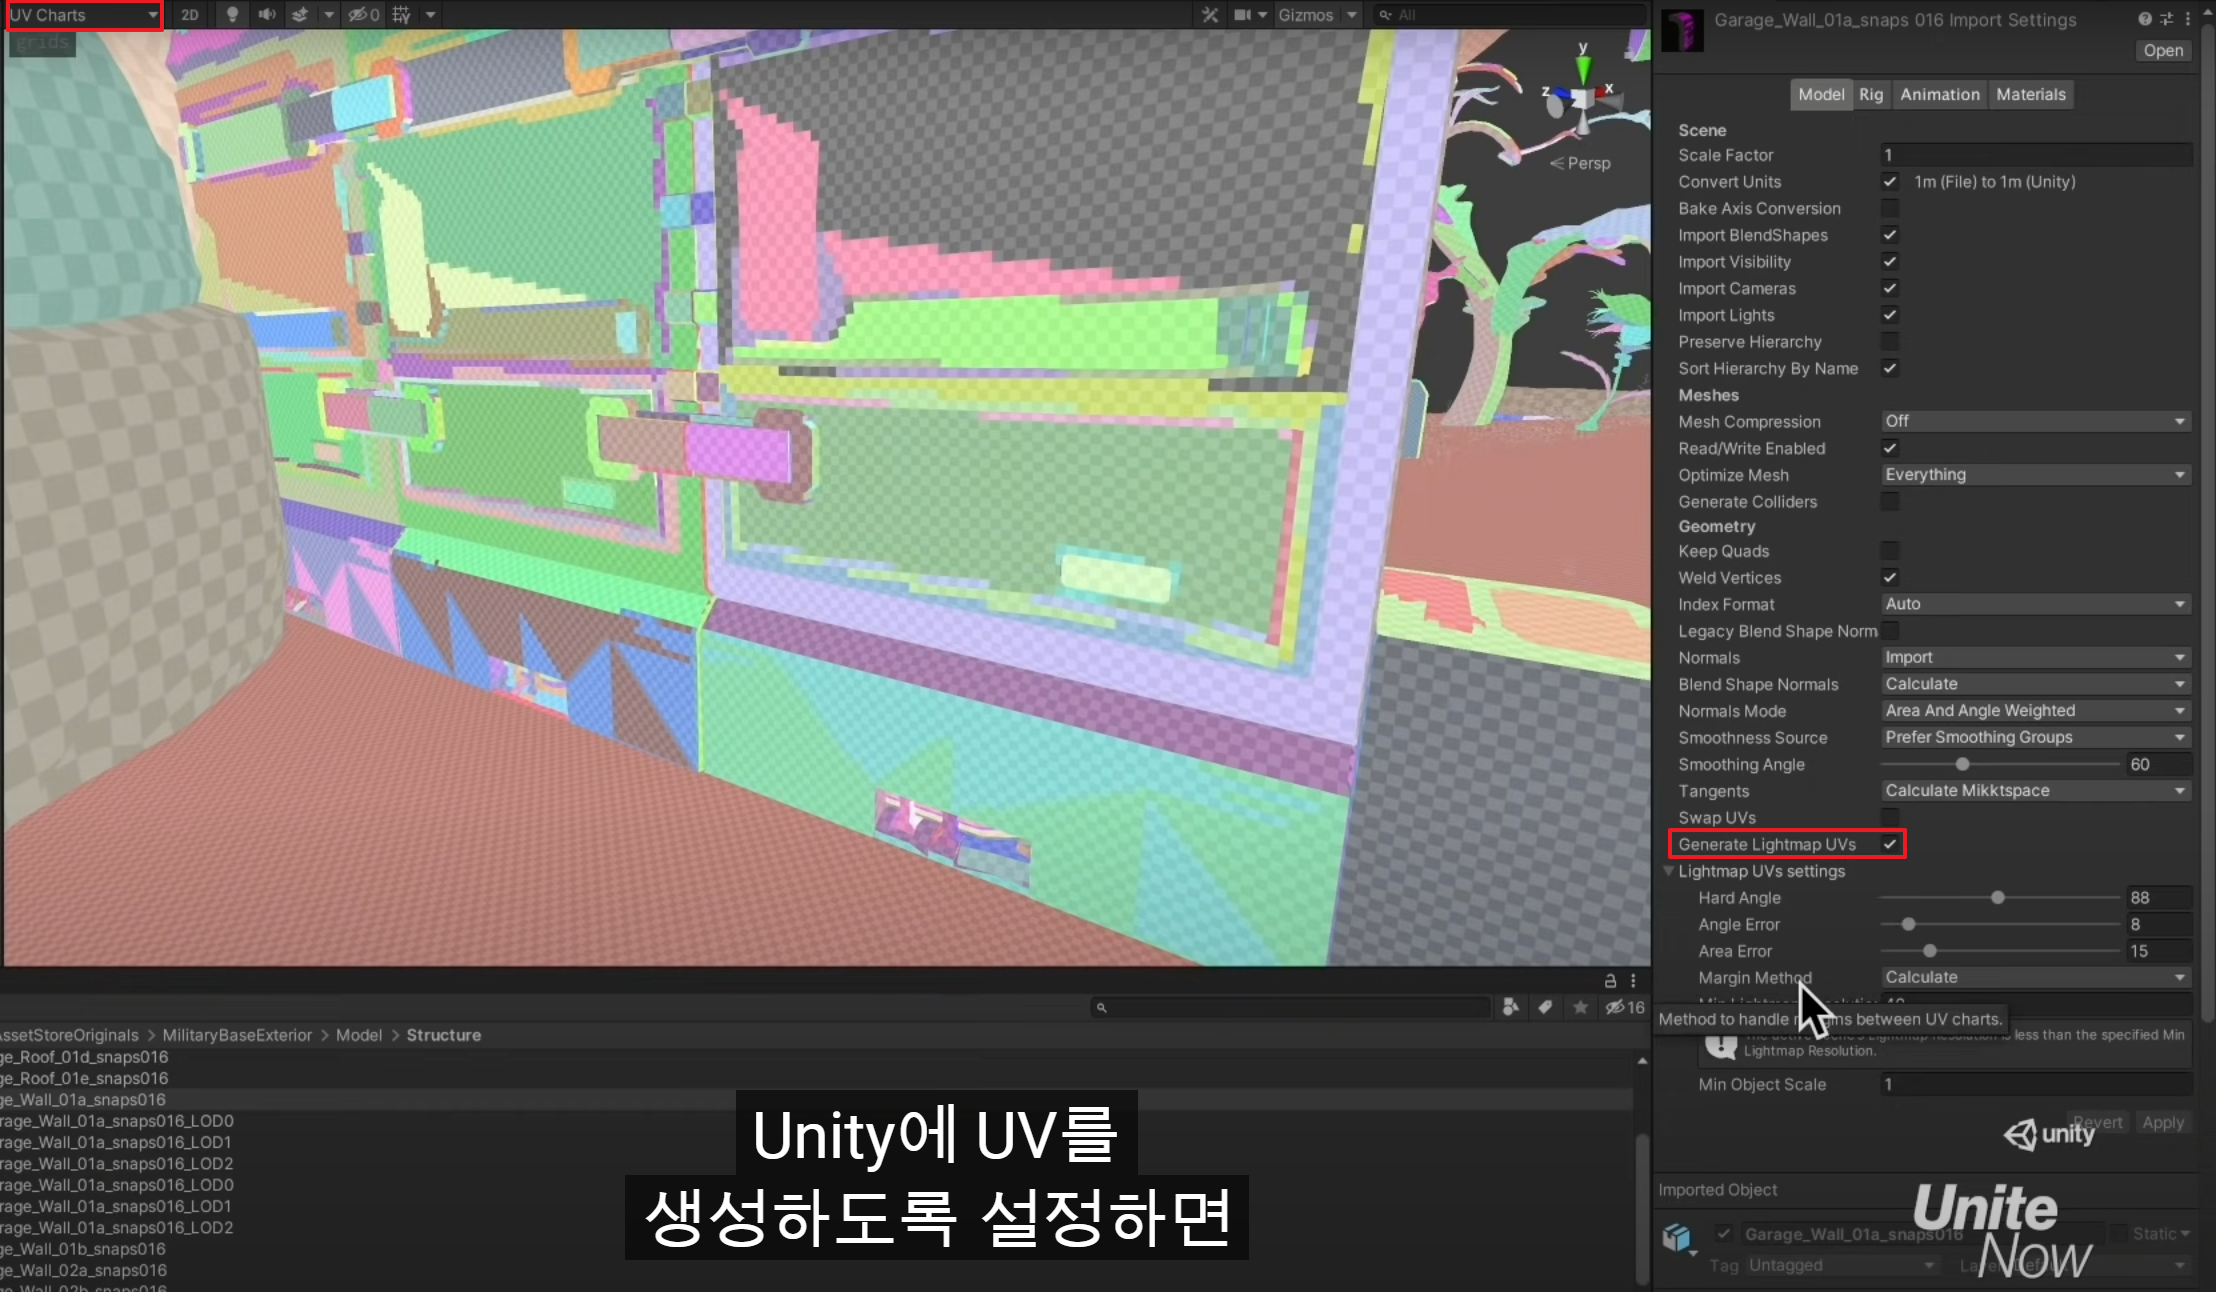 UV Charts
2D
0
Gizmos
All
grids
y
x
z
Persp
Garage_Wall_01a_snaps 016 Import Settings
Open
Model Rig Animation Materials
Scene
Scale Factor 1
Convert Units 1m (File) to 1m (Unity)
Bake Axis Conversion
Import BlendShapes
Import Visibility
Import Cameras
Import Lights
Preserve Hierarchy
Sort Hierarchy By Name
Meshes
Mesh Compression Off
Read/Write Enabled
Optimize Mesh Everything
Generate Colliders
Geometry
Keep Quads
Weld Vertices
Index Format Auto
Legacy Blend Shape Norm
Normals Import
Blend Shape Normals Calculate
Normals Mode Area And Angle Weighted
Smoothness Source Prefer Smoothing Groups
Smoothing Angle 60
Tangents Calculate Mikktspace
Swap UVs
Generate Lightmap UVs
Lightmap UVs settings
Hard Angle 88
Angle Error 8
Area Error 15
Margin Method Calculate
Method to handle between UV charts.
less than the specified Min
Lightmap Resolution.
Min Object Scale 1
Revert Apply
unity
Imported Object
Garage_Wall_01a_snaps016 Static
Tag Untagged
Unite
Now
16
AssetStoreOriginals > MilitaryBaseExterior > Model > Structure
ge_Roof_01d_snaps016
ge_Roof_01e_snaps016
ge_Wall_01a_snaps016
rage_Wall_01a_snaps016_LOD0
rage_Wall_01a_snaps016_LOD1
rage_Wall_01a_snaps016_LOD2
rage_Wall_01a_snaps016_LOD0
rage_Wall_01a_snaps016_LOD1
rage_Wall_01a_snaps016_LOD2
ge_Wall_01b_snaps016
ge_Wall_02a_snaps016
ge_Wall_02b_snaps016
Unity에 UV를
생성하도록 설정하면